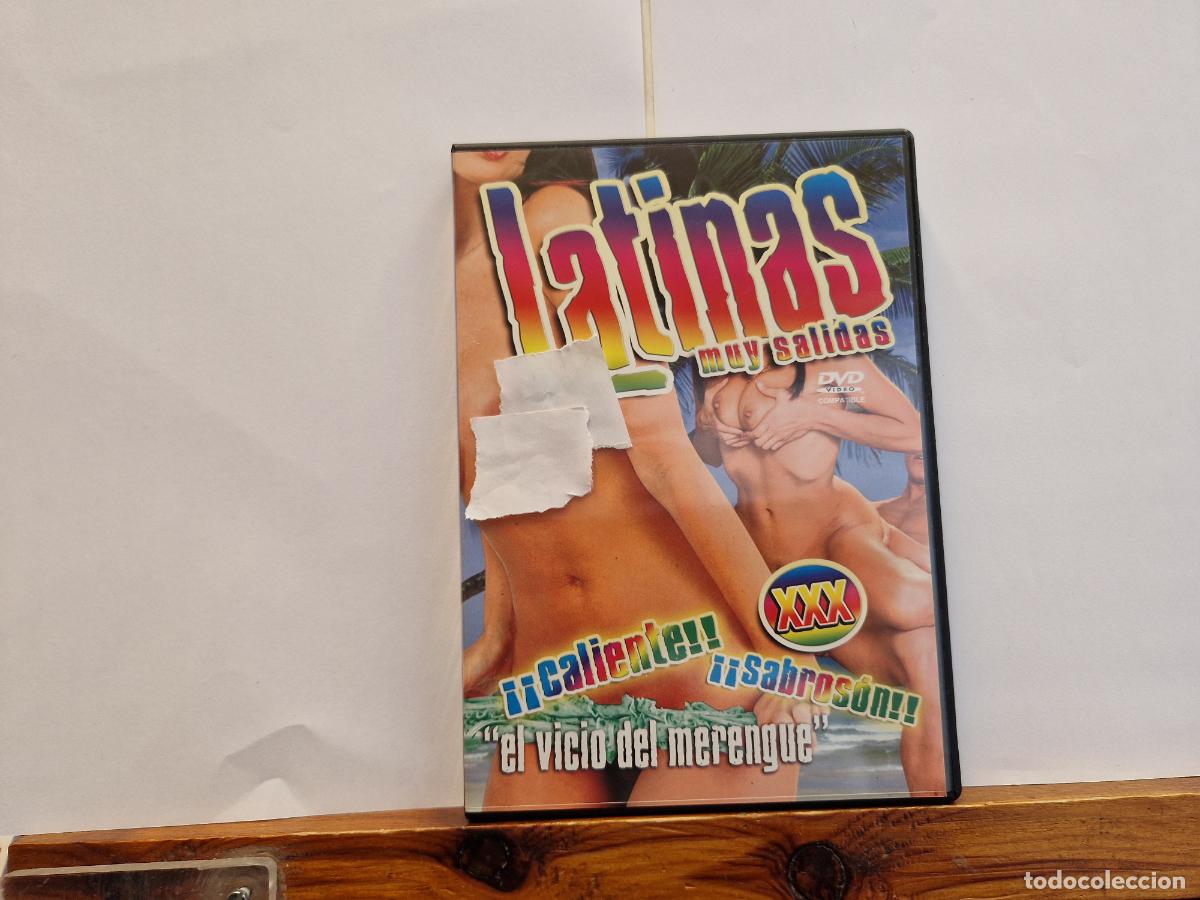 Latinas
muy salidas
DVD
VIDEO
COMPATIBLE
XXX
¡¡Caliente!!
¡¡Sabrosón!!
"el vicio del merengue"
todocoleccion